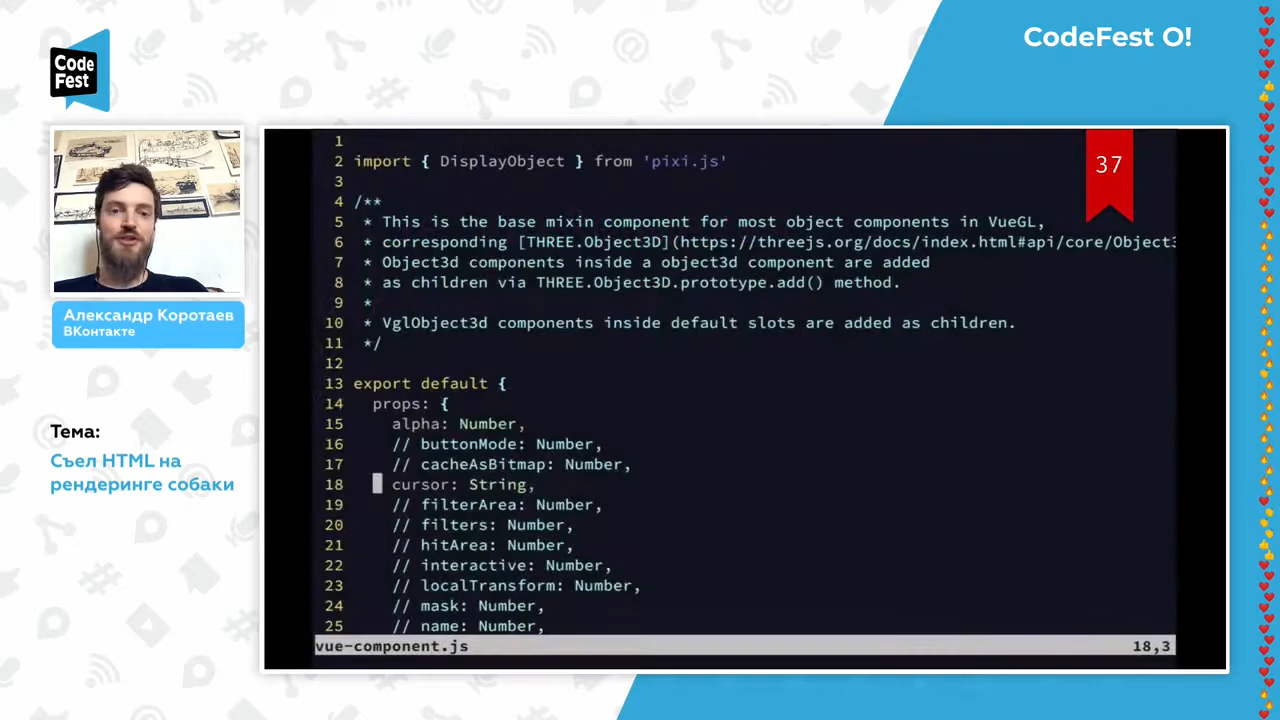 Code
Fest
CodeFest O!
Александр Коротаев
ВКонтакте
Тема:
Съел HTML на
рендеринге собаки
37
1
2 import { DisplayObject } from 'pixi.js'
3
4 /**
5 * This is the base mixin component for most object components in VueGL,
6 * corresponding [THREE.Object3D](https://threejs.org/docs/index.html#api/core/Object3
7 * Object3d components inside a object3d component are added
8 * as children via THREE.Object3D.prototype.add() method.
9 *
10 * VglObject3d components inside default slots are added as children.
11 */
12
13 export default {
14 props: {
15 alpha: Number,
16 // buttonMode: Number,
17 // cacheAsBitmap: Number,
18 cursor: String,
19 // filterArea: Number,
20 // filters: Number,
21 // hitArea: Number,
22 // interactive: Number,
23 // localTransform: Number,
24 // mask: Number,
25 // name: Number,
vue-component.js 18,3